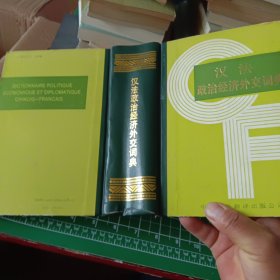 DICTIONNAIRE POLITIQUE
ECONOMIQUE ET DIPLOMATIQUE
CHINOIS—FRANCAIS
汉法政治经济外交词典
汉法
政治经济外交词典